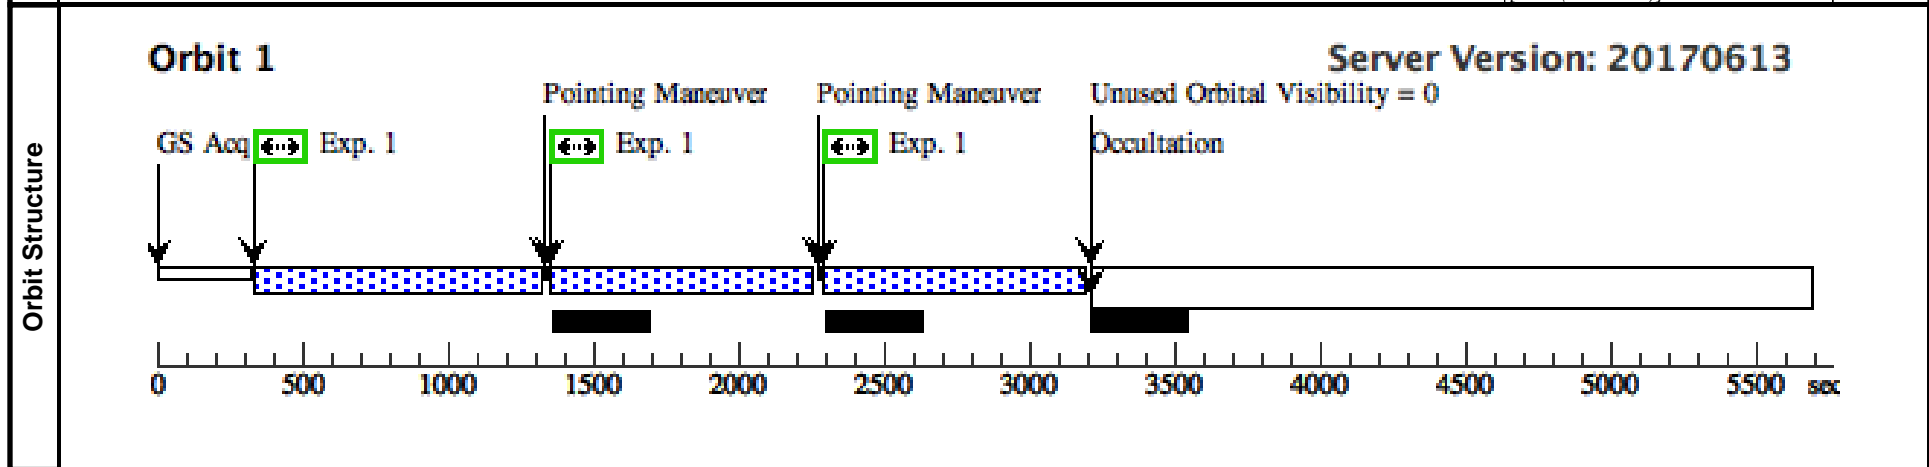 Orbit Structure
Orbit 1
Server Version: 20170613
Pointing Maneuver
Pointing Maneuver
Unused Orbital Visibility = 0
GS Acq
Exp. 1
Exp. 1
Exp. 1
Occultation
0 500 1000 1500 2000 2500 3000 3500 4000 4500 5000 5500 sec